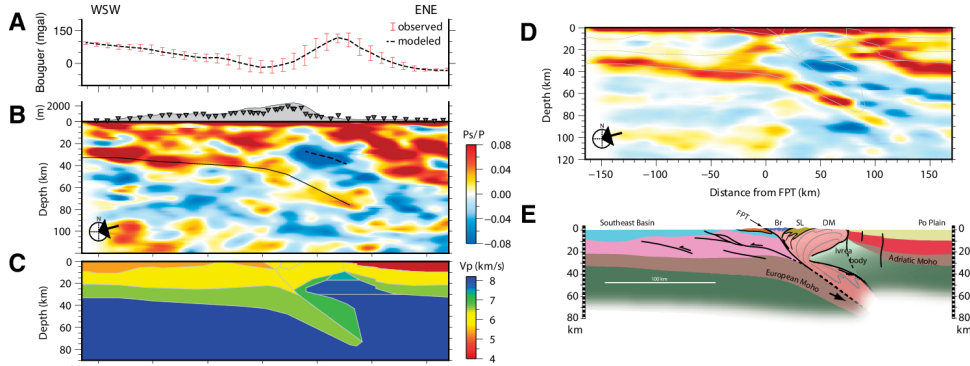 A
WSW
ENE
Bouguer (mgal)
150
0
observed
modeled
(m)
2000
0
B
Depth (km)
0
20
40
60
80
100
N
Ps/P
0.08
0.04
0.00
−0.04
−0.08
C
Depth (km)
0
20
40
60
80
Vp (km/s)
8
7
6
5
4
D
Depth (km)
0
20
40
60
80
100
120
N
−150
−100
−50
0
50
100
150
Distance from FPT (km)
E
Southeast Basin
FPT
Br
SL
DM
Po Plain
0
20
40
60
80
km
Ivrea
body
Adriatic Moho
European Moho
100 km
0
20
40
60
80
km